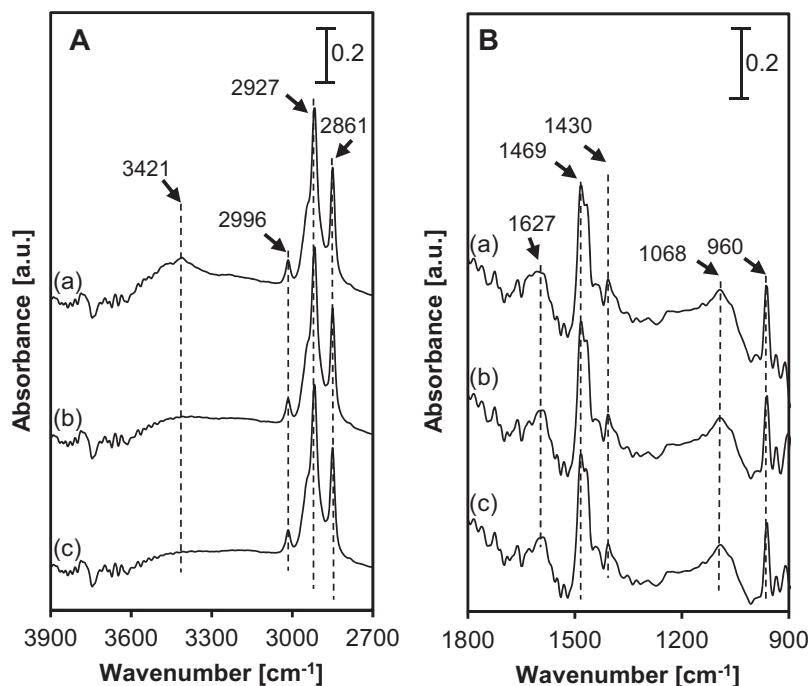 A
0.2
2927
2861
3421
2996
(a)
(b)
(c)
Absorbance [a.u.]
3900
3600
3300
3000
2700
Wavenumber [cm⁻¹]
B
0.2
1430
1469
1627
1068
960
(a)
(b)
(c)
Absorbance [a.u.]
1800
1500
1200
900
Wavenumber [cm⁻¹]